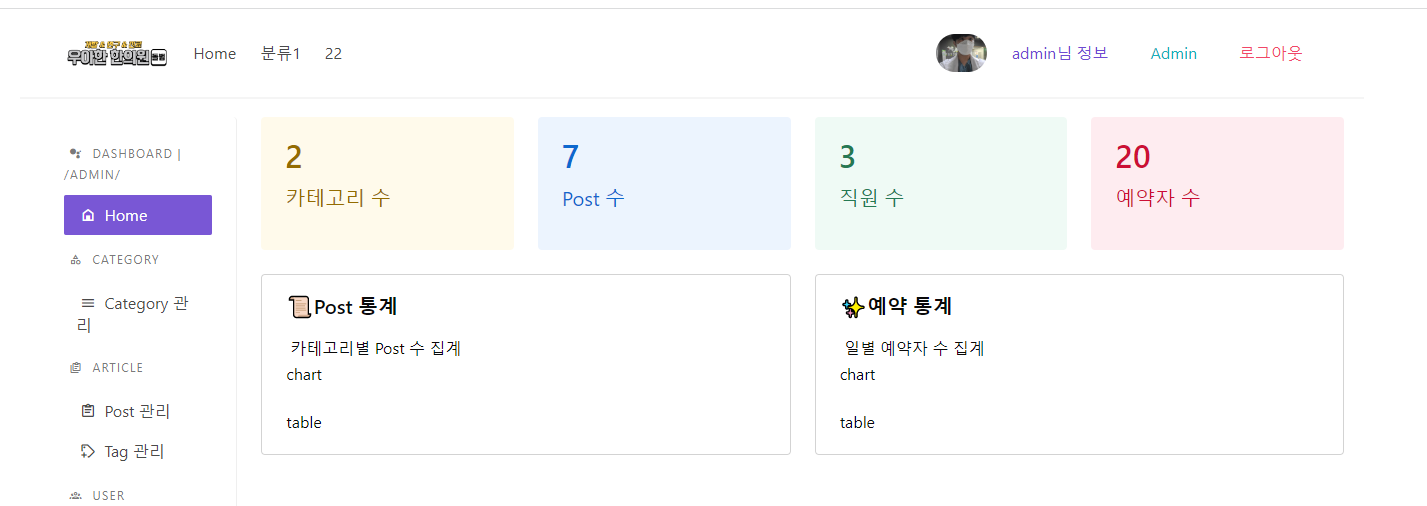 우아한 한의원
Home 분류1 22
admin님 정보 Admin 로그아웃
DASHBOARD |
/ADMIN/
Home
CATEGORY
Category 관
리
ARTICLE
Post 관리
Tag 관리
USER
2
카테고리 수
7
Post 수
3
직원 수
20
예약자 수
Post 통계
카테고리별 Post 수 집계
chart
table
예약 통계
일별 예약자 수 집계
chart
table